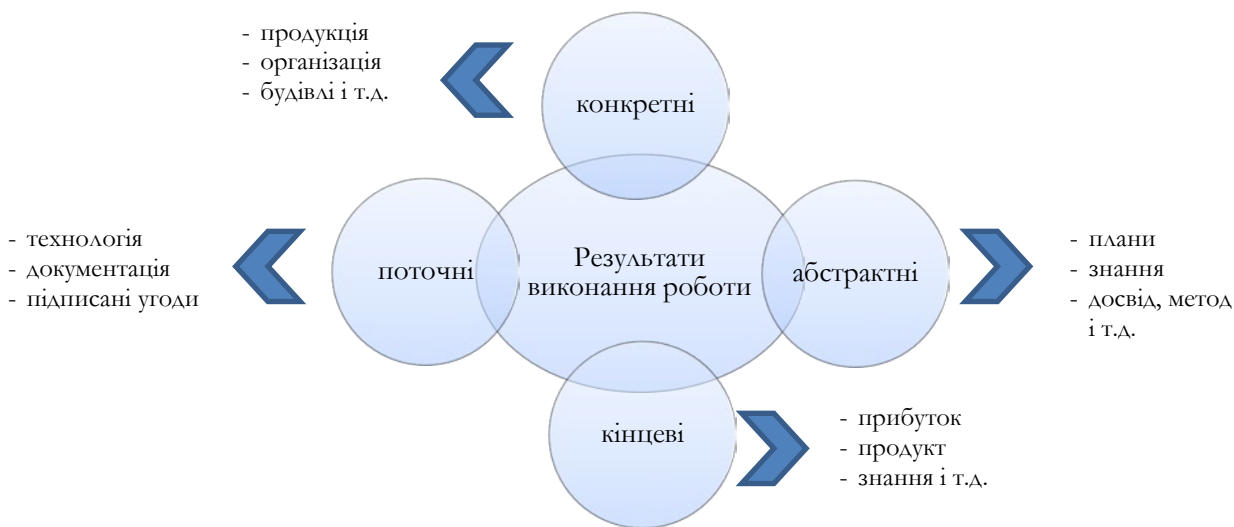 - продукція
- організація
- будівлі і т.д.
конкретні
- технологія
- документація
- підписані угоди
поточні
Результати
виконання роботи
абстрактні
- плани
- знання
- досвід, метод
і т.д.
кінцеві
- прибуток
- продукт
- знання і т.д.